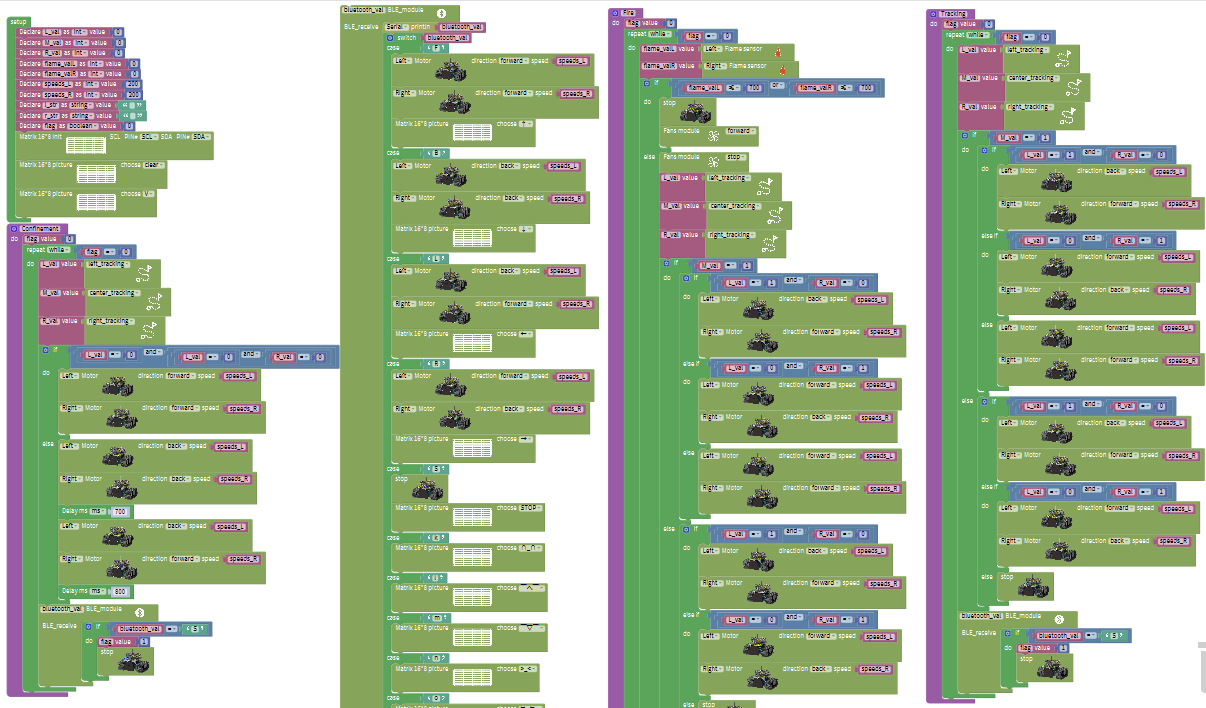 setup
Declare L_val as int value 0
Declare M_val as int value 0
Declare R_val as int value 0
Declare flame_valL as int value 0
Declare flame_valR as int value 0
Declare speeds_L as int value 200
Declare speeds_R as int value 200
Declare l_str as string value
Declare r_str as string value
Declare flag as boolean value 0
Matrix 16*8 init SCL PIN# SCL SDA PIN# SDA
Matrix 16*8 picture choose clear
Matrix 16*8 picture choose V
Confinement
do flag value 0
repeat while flag = 0
do L_val value left_tracking
M_val value center_tracking
R_val value right_tracking
if L_val = 0 and L_val = 0 and R_val = 0
do Left Motor direction forward speed speeds_L
Right Motor direction forward speed speeds_R
else Left Motor direction back speed speeds_L
Right Motor direction back speed speeds_R
Delay ms ms 700
Left Motor direction back speed speeds_L
Right Motor direction forward speed speeds_R
Delay ms ms 800
bluetooth_val BLE_module
BLE_receive if bluetooth_val = "S"
do flag value 1
stop
bluetooth_val BLE_module
BLE_receive Serial println bluetooth_val
switch bluetooth_val
case "F"
Left Motor direction forward speed speeds_L
Right Motor direction forward speed speeds_R
Matrix 16*8 picture choose ↑
case "B"
Left Motor direction back speed speeds_L
Right Motor direction back speed speeds_R
Matrix 16*8 picture choose ↓
case "L"
Left Motor direction back speed speeds_L
Right Motor direction forward speed speeds_R
Matrix 16*8 picture choose ←
case "R"
Left Motor direction forward speed speeds_L
Right Motor direction back speed speeds_R
Matrix 16*8 picture choose →
case "S"
stop
Matrix 16*8 picture choose STOP
case
Matrix 16*8 picture choose
case
Matrix 16*8 picture choose
case "m"
Matrix 16*8 picture choose
case "n"
Matrix 16*8 picture choose >_<
case "o"
Matrix 16*8 picture choose
Fire
do flag value 0
repeat while flag = 0
flame_valL value Left Flame sensor
flame_valR value Right Flame sensor
if flame_valL ≤ 700 or flame_valR ≤ 700
do stop
Fans module forward
else Fans module stop
L_val value left_tracking
M_val value center_tracking
R_val value right_tracking
if M_val = 1
do if L_val = 1 and R_val = 0
do Left Motor direction back speed speeds_L
Right Motor direction forward speed speeds_R
else if L_val = 0 and R_val = 1
do Left Motor direction forward speed speeds_L
Right Motor direction back speed speeds_R
else Left Motor direction forward speed speeds_L
Right Motor direction forward speed speeds_R
else if L_val = 1 and R_val = 0
do Left Motor direction back speed speeds_L
Right Motor direction forward speed speeds_R
else if L_val = 0 and R_val = 1
do Left Motor direction forward speed speeds_L
Right Motor direction back speed speeds_R
else stop
Tracking
do flag value 0
repeat while flag = 0
do L_val value left_tracking
M_val value center_tracking
R_val value right_tracking
if M_val = 1
do if L_val = 1 and R_val = 0
do Left Motor direction back speed speeds_L
Right Motor direction forward speed speeds_R
else if L_val = 0 and R_val = 1
do Left Motor direction forward speed speeds_L
Right Motor direction back speed speeds_R
else Left Motor direction forward speed speeds_L
Right Motor direction forward speed speeds_R
else if L_val = 1 and R_val = 0
do Left Motor direction back speed speeds_L
Right Motor direction forward speed speeds_R
else if L_val = 0 and R_val = 1
do Left Motor direction forward speed speeds_L
Right Motor direction back speed speeds_R
else stop
bluetooth_val BLE_module
BLE_receive if bluetooth_val = "S"
do flag value 1
stop